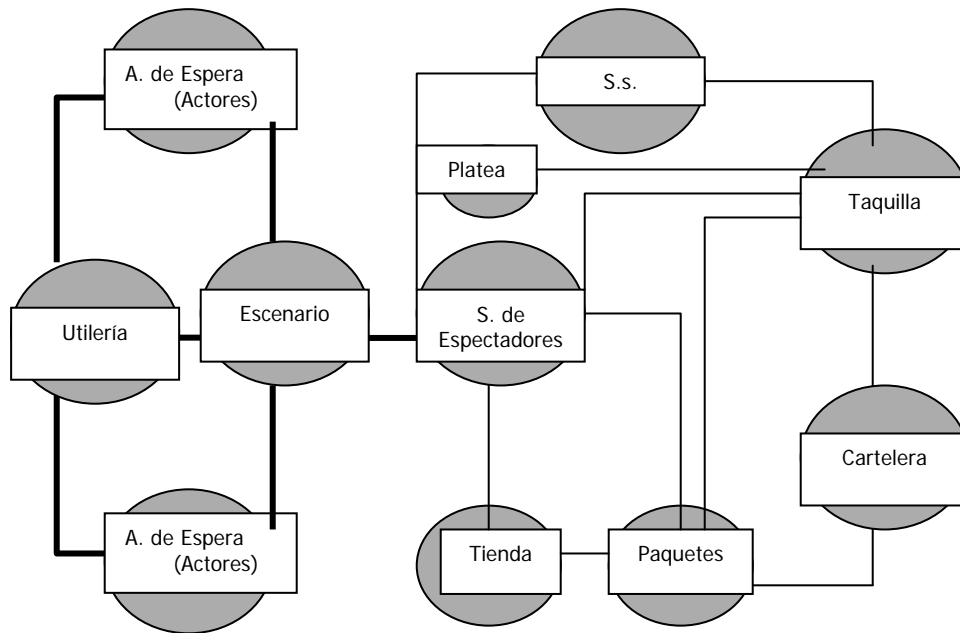 A. de Espera
(Actores)
S.s.
Platea
Taquilla
Utilería
Escenario
S. de
Espectadores
Cartelera
A. de Espera
(Actores)
Tienda
Paquetes